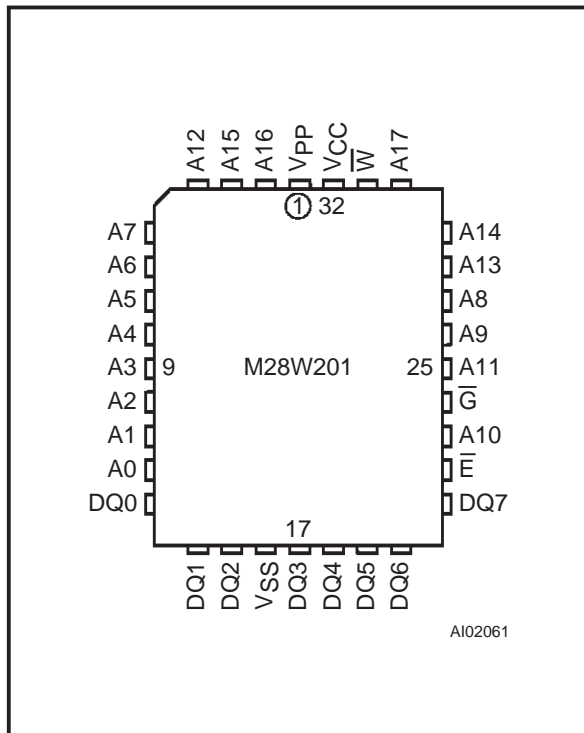 A12 A15 A16 VPP VCC W̅ A17
1 32
A7 A14
A6 A13
A5 A8
A4 A9
A3 9 M28W201 25 A11
A2 G̅
A1 A10
A0 E̅
DQ0 DQ7
17
DQ1 DQ2 VSS DQ3 DQ4 DQ5 DQ6
AI02061